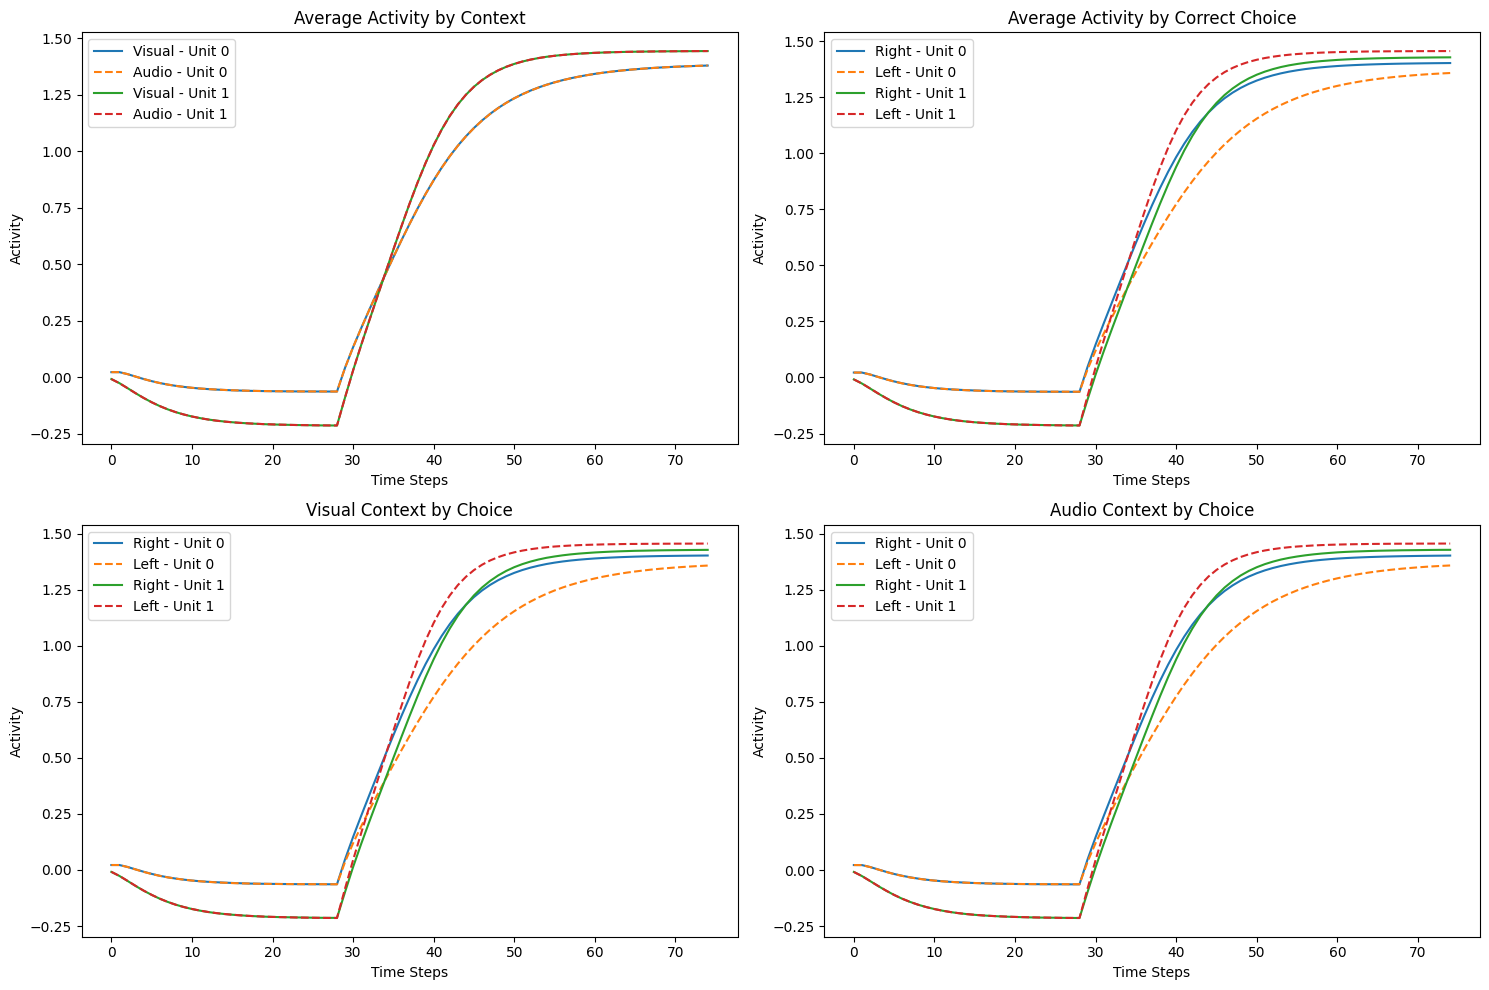 Average Activity by Context
Visual - Unit 0
Audio - Unit 0
Visual - Unit 1
Audio - Unit 1
1.50
1.25
1.00
0.75
0.50
0.25
0.00
−0.25
Activity
0 10 20 30 40 50 60 70
Time Steps
Average Activity by Correct Choice
Right - Unit 0
Left - Unit 0
Right - Unit 1
Left - Unit 1
1.50
1.25
1.00
0.75
0.50
0.25
0.00
−0.25
Activity
0 10 20 30 40 50 60 70
Time Steps
Visual Context by Choice
Right - Unit 0
Left - Unit 0
Right - Unit 1
Left - Unit 1
1.50
1.25
1.00
0.75
0.50
0.25
0.00
−0.25
Activity
0 10 20 30 40 50 60 70
Time Steps
Audio Context by Choice
Right - Unit 0
Left - Unit 0
Right - Unit 1
Left - Unit 1
1.50
1.25
1.00
0.75
0.50
0.25
0.00
−0.25
Activity
0 10 20 30 40 50 60 70
Time Steps